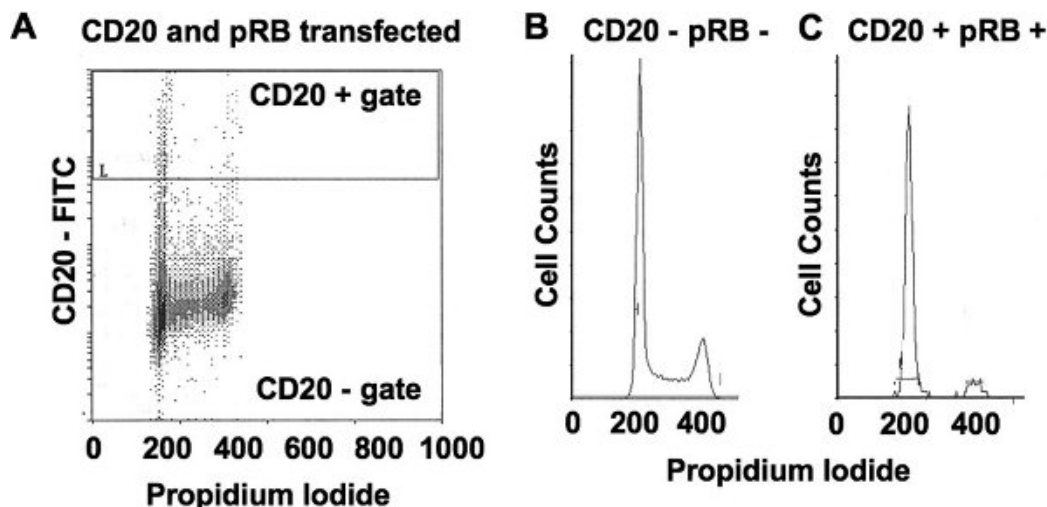 A CD20 and pRB transfected
CD20 + gate
L
CD20 - FITC
CD20 - gate
0 200 400 600 800 1000
Propidium Iodide
B CD20 - pRB -
Cell Counts
0 200 400
C CD20 + pRB +
Cell Counts
0 200 400
Propidium Iodide